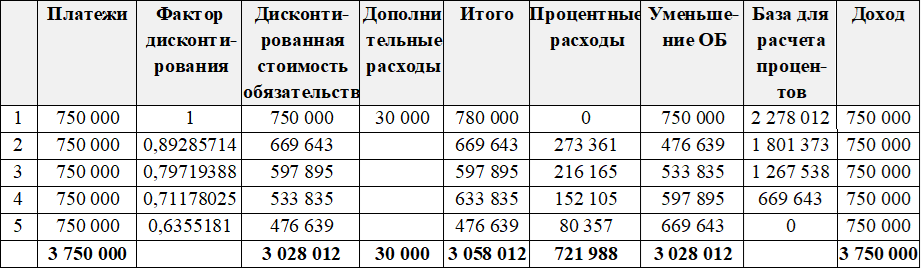 Платежи Фактор дисконти-рования Дисконти-рованная стоимость обязательств Дополни тельные расходы Итого Процентные расходы Уменьше-ние ОБ База для расчета процен-тов Доход
1 750 000 1 750 000 30 000 780 000 0 750 000 2 278 012 750 000
2 750 000 0,89285714 669 643 669 643 273 361 476 639 1 801 373 750 000
3 750 000 0,79719388 597 895 597 895 216 165 533 835 1 267 538 750 000
4 750 000 0,71178025 533 835 633 835 152 105 597 895 669 643 750 000
5 750 000 0,6355181 476 639 476 639 80 357 669 643 0 750 000
3 750 000 3 028 012 30 000 3 058 012 721 988 3 028 012 3 750 000